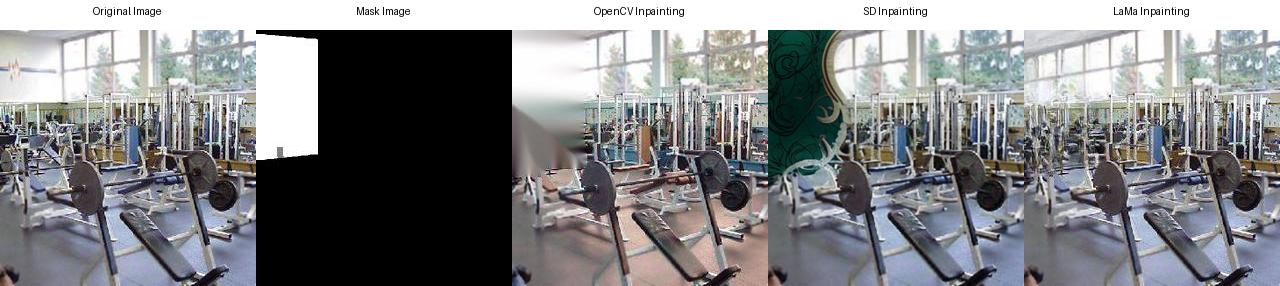 Original Image
Mask Image
OpenCV Inpainting
SD Inpainting
LaMa Inpainting